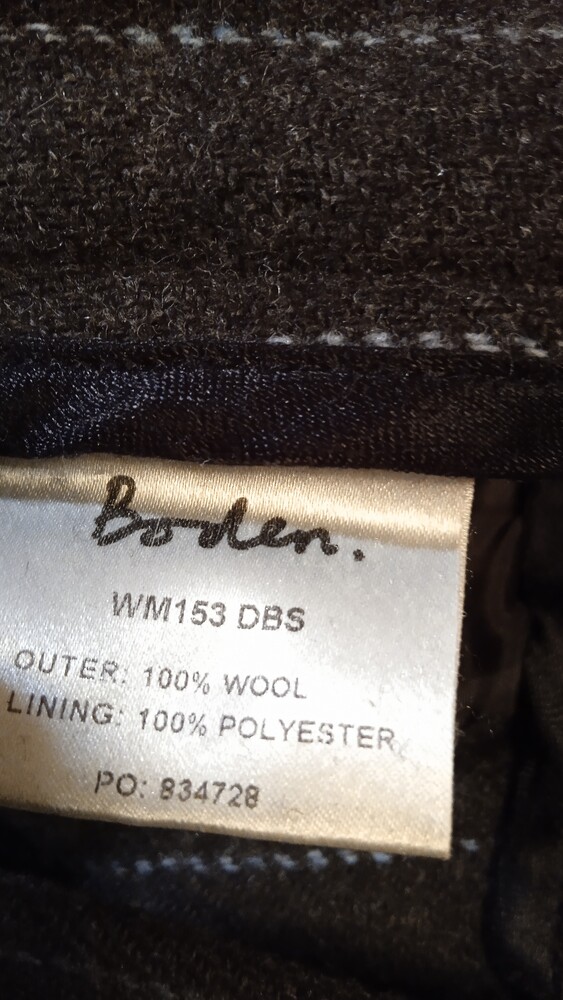 Boden.
WM153 DBS
OUTER: 100% WOOL
LINING: 100% POLYESTER
PO: 834728